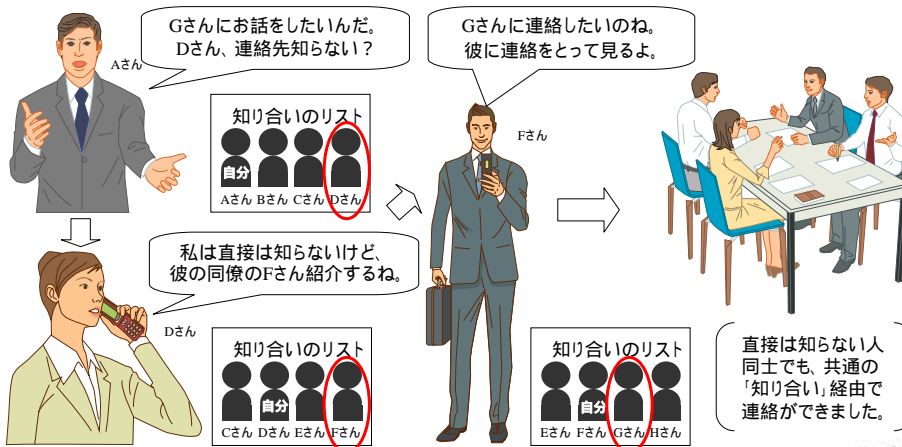 Gさんにお話をしたいんだ。
Dさん、連絡先知らない？
Aさん
知り合いのリスト
自分
Aさん Bさん Cさん Dさん
私は直接は知らないけど、
彼の同僚のFさん紹介するね。
Dさん
知り合いのリスト
自分
Cさん Dさん Eさん Fさん
Gさんに連絡したいのね。
彼に連絡をとって見るよ。
Fさん
知り合いのリスト
自分
Eさん Fさん Gさん Hさん
直接は知らない人
同士でも、共通の
「知り合い」経由で
連絡ができました。